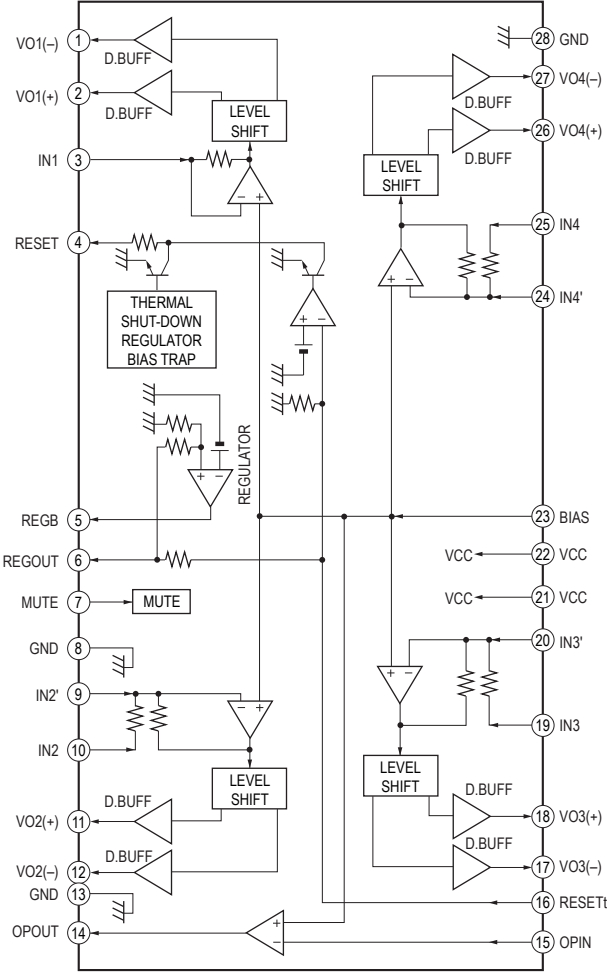 1 VO1(–)
D.BUFF
2 VO1(+)
D.BUFF
LEVEL
SHIFT
3 IN1
– +
4 RESET
THERMAL
SHUT-DOWN
REGULATOR
BIAS TRAP
+ –
REGULATOR
+ –
5 REGB
6 REGOUT
7 MUTE
MUTE
8 GND
9 IN2'
– +
10 IN2
LEVEL
SHIFT
11 VO2(+)
D.BUFF
12 VO2(–)
D.BUFF
13 GND
14 OPOUT
+
–
28 GND
27 VO4(–)
D.BUFF
26 VO4(+)
D.BUFF
LEVEL
SHIFT
25 IN4
24 IN4'
+ –
23 BIAS
VCC 22 VCC
VCC 21 VCC
20 IN3'
+ –
19 IN3
LEVEL
SHIFT
D.BUFF
18 VO3(+)
D.BUFF
17 VO3(–)
16 RESETt
15 OPIN